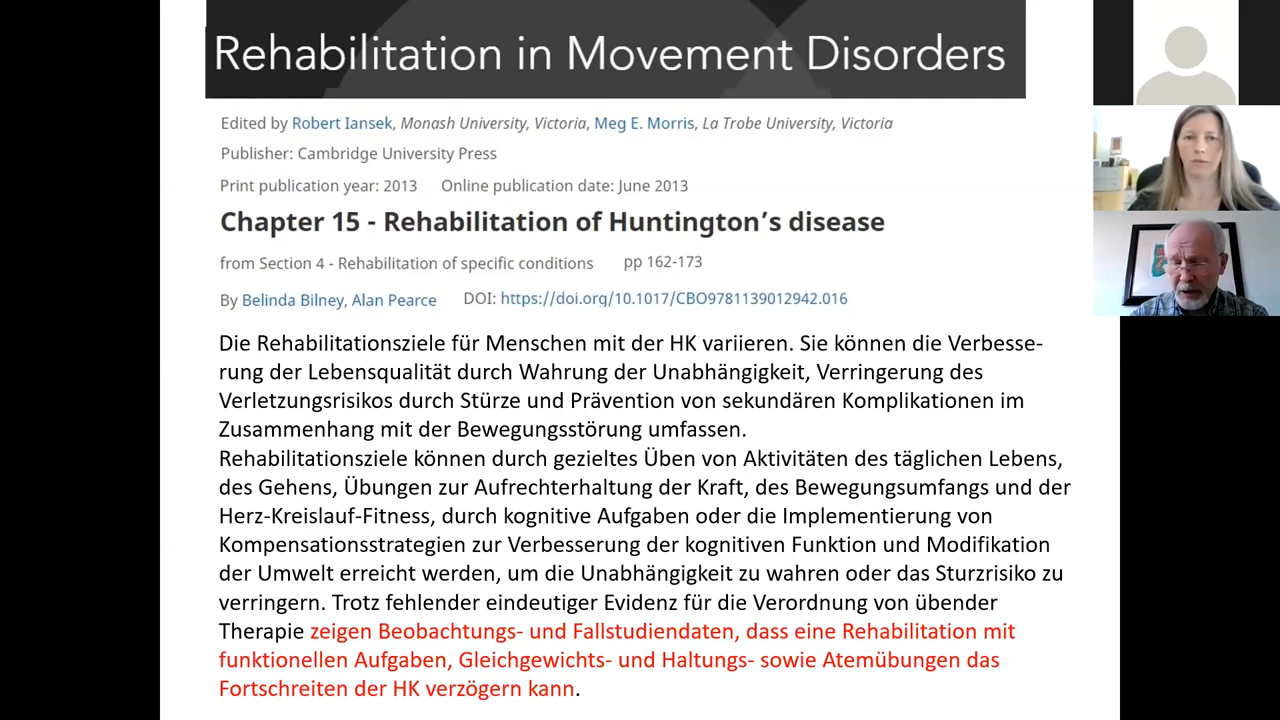 Rehabilitation in Movement Disorders
Edited by Robert Iansek, Monash University, Victoria, Meg E. Morris, La Trobe University, Victoria
Publisher: Cambridge University Press
Print publication year: 2013 Online publication date: June 2013
Chapter 15 - Rehabilitation of Huntington’s disease
from Section 4 - Rehabilitation of specific conditions pp 162-173
By Belinda Bilney, Alan Pearce DOI: https://doi.org/10.1017/CBO9781139012942.016
Die Rehabilitationsziele für Menschen mit der HK variieren. Sie können die Verbesse-
rung der Lebensqualität durch Wahrung der Unabhängigkeit, Verringerung des
Verletzungsrisikos durch Stürze und Prävention von sekundären Komplikationen im
Zusammenhang mit der Bewegungsstörung umfassen.
Rehabilitationsziele können durch gezieltes Üben von Aktivitäten des täglichen Lebens,
des Gehens, Übungen zur Aufrechterhaltung der Kraft, des Bewegungsumfangs und der
Herz-Kreislauf-Fitness, durch kognitive Aufgaben oder die Implementierung von
Kompensationsstrategien zur Verbesserung der kognitiven Funktion und Modifikation
der Umwelt erreicht werden, um die Unabhängigkeit zu wahren oder das Sturzrisiko zu
verringern. Trotz fehlender eindeutiger Evidenz für die Verordnung von übender
Therapie zeigen Beobachtungs- und Fallstudiendaten, dass eine Rehabilitation mit
funktionellen Aufgaben, Gleichgewichts- und Haltungs- sowie Atemübungen das
Fortschreiten der HK verzögern kann.